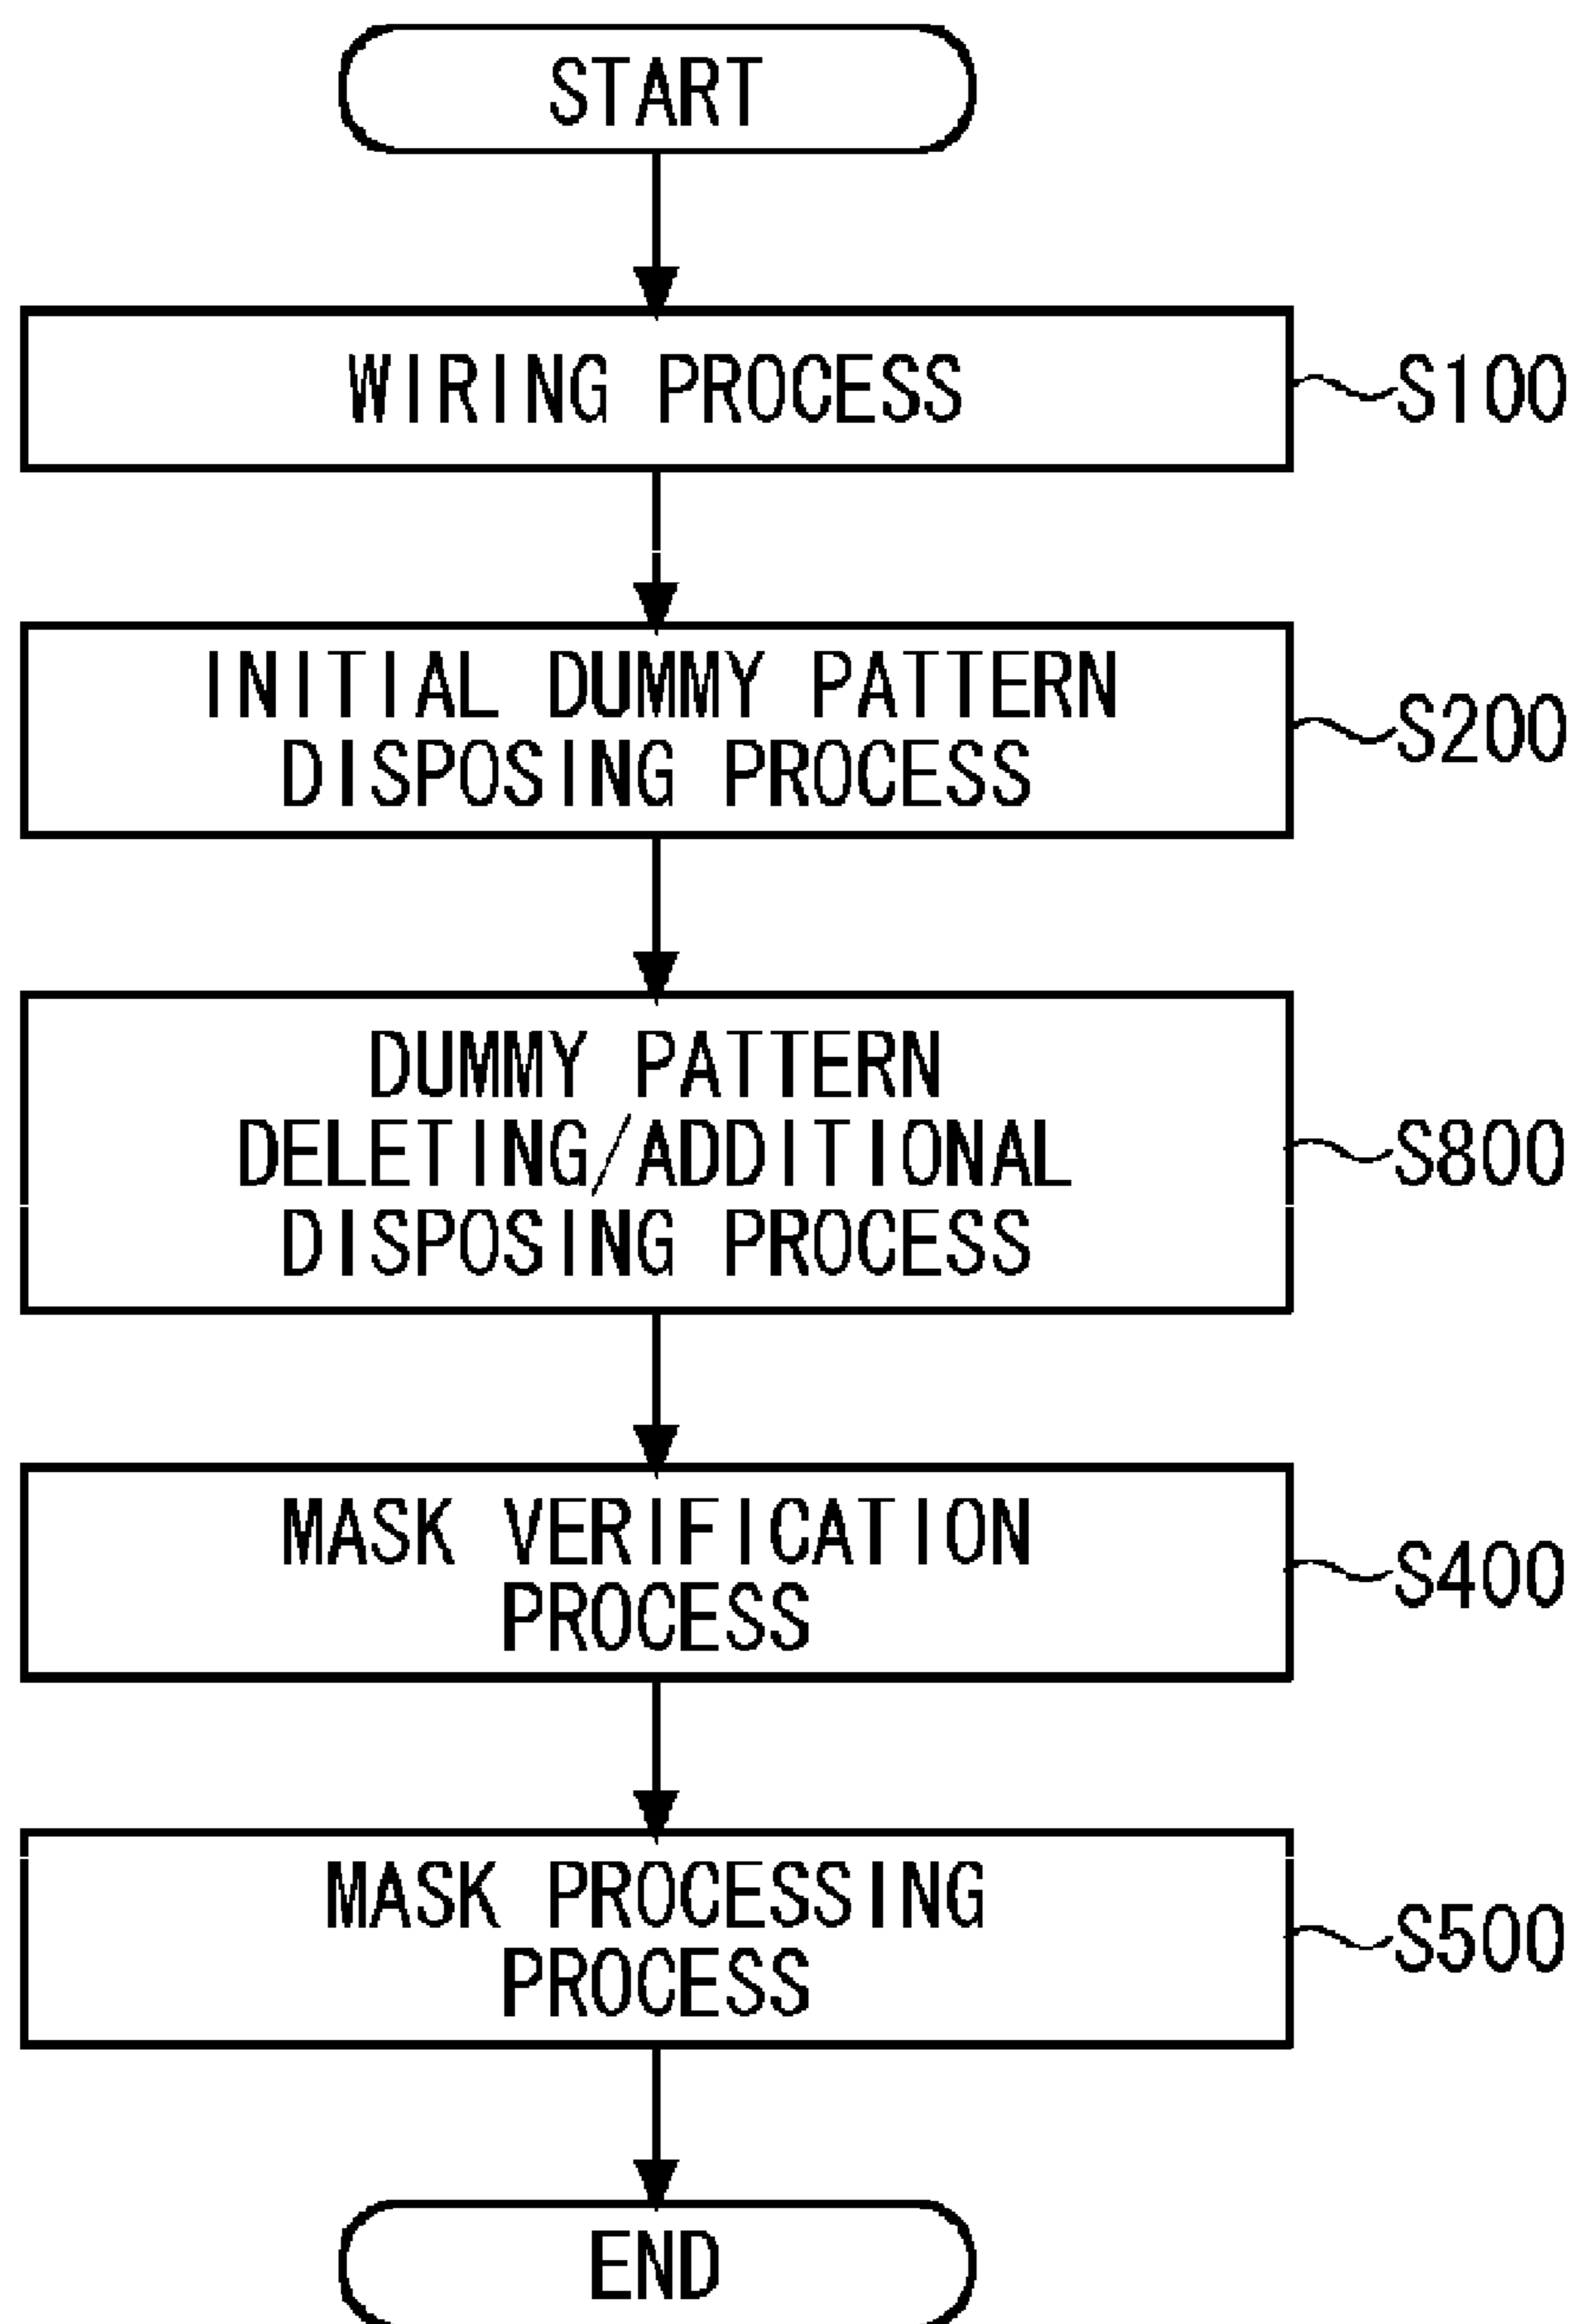 START
WIRING PROCESS
S100
INITIAL DUMMY PATTERN
DISPOSING PROCESS
S200
DUMMY PATTERN
DELETING/ADDITIONAL
DISPOSING PROCESS
S800
MASK VERIFICATION
PROCESS
S400
MASK PROCESSING
PROCESS
S500
END